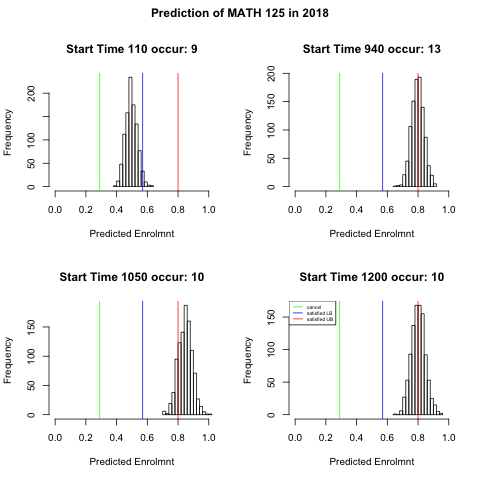 Prediction of MATH 125 in 2018
Start Time 110 occur: 9
Frequency
0 50 100 200
0.0 0.2 0.4 0.6 0.8 1.0
Predicted Enrolmnt
Start Time 940 occur: 13
Frequency
0 50 100 150 200
0.0 0.2 0.4 0.6 0.8 1.0
Predicted Enrolmnt
Start Time 1050 occur: 10
Frequency
0 50 100 150
0.0 0.2 0.4 0.6 0.8 1.0
Predicted Enrolmnt
Start Time 1200 occur: 10
cancel
satisfied LB
satisfied UB
Frequency
0 50 100 150
0.0 0.2 0.4 0.6 0.8 1.0
Predicted Enrolmnt